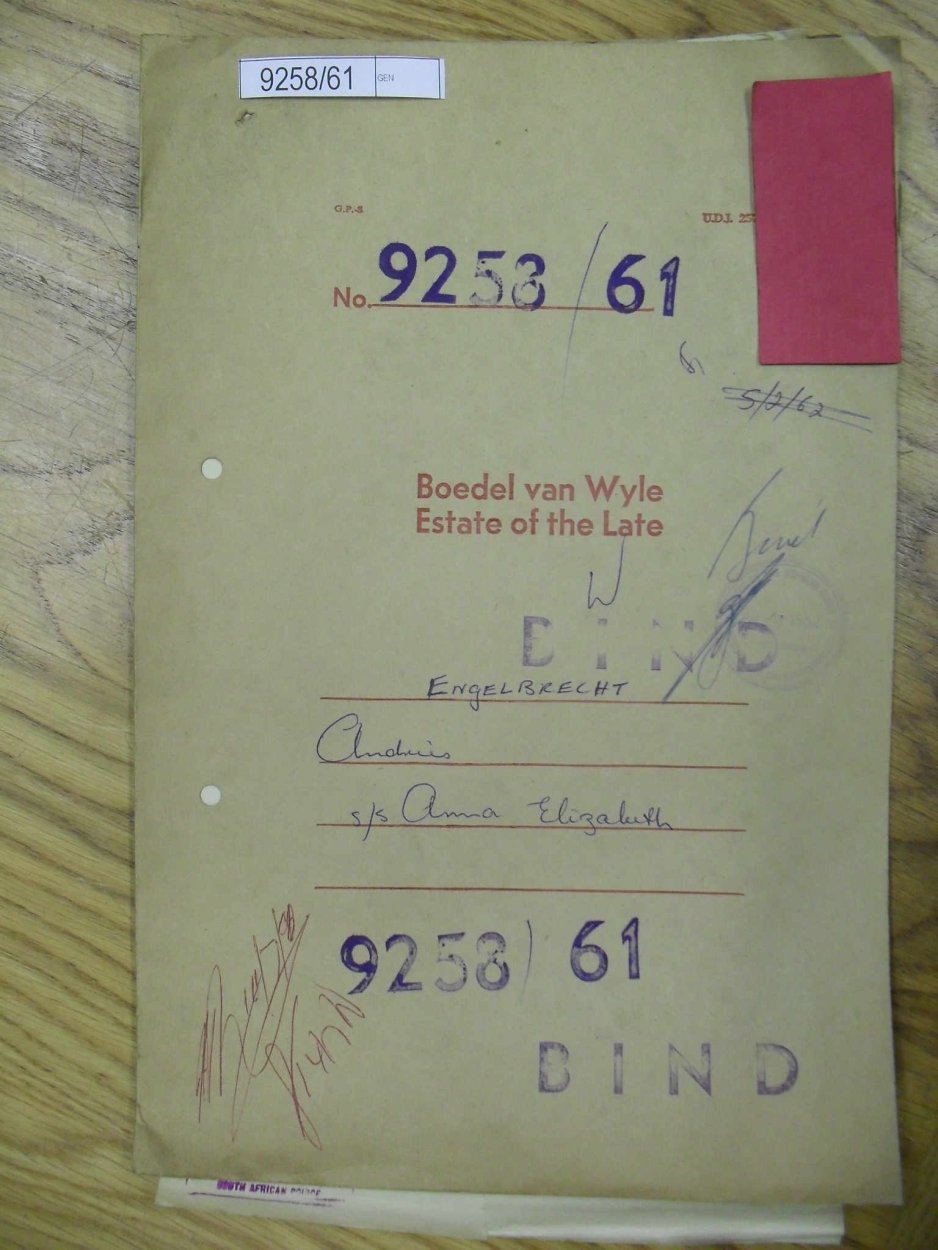 9258/61 GEN
G.P.-S. U.D.J. 25
No. 9258/61
5/2/62
Boedel van Wyle
Estate of the Late
BIND
ENGELBRECHT
Andries
s/s Anna Elizabeth
9258/61
BIND
SOUTH AFRICAN POLICE